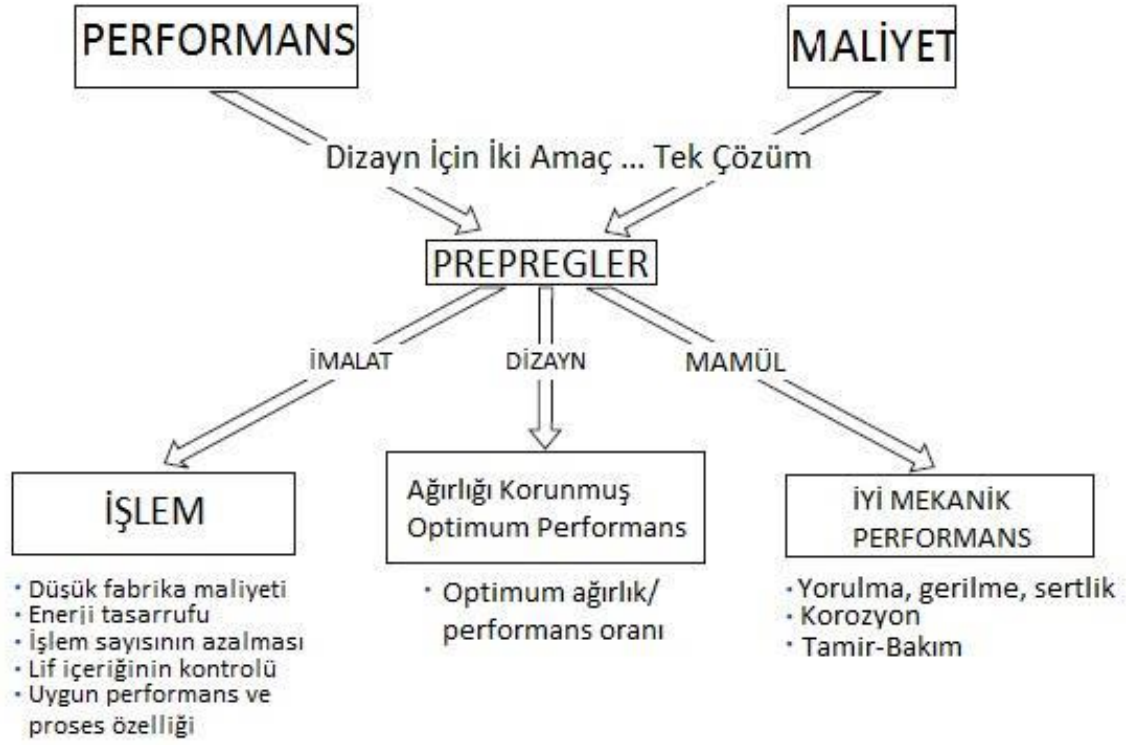 PERFORMANS
MALİYET
Dizayn İçin İki Amaç ... Tek Çözüm
PREPREGLER
İMALAT
DİZAYN
MAMÜL
İŞLEM
• Düşük fabrika maliyeti
• Enerji tasarrufu
• İşlem sayısının azalması
• Lif içeriğinin kontrolü
• Uygun performans ve
proses özelliği
Ağırlığı Korunmuş
Optimum Performans
• Optimum ağırlık/
performans oranı
İYİ MEKANİK
PERFORMANS
• Yorulma, gerilme, sertlik
• Korozyon
• Tamir-Bakım